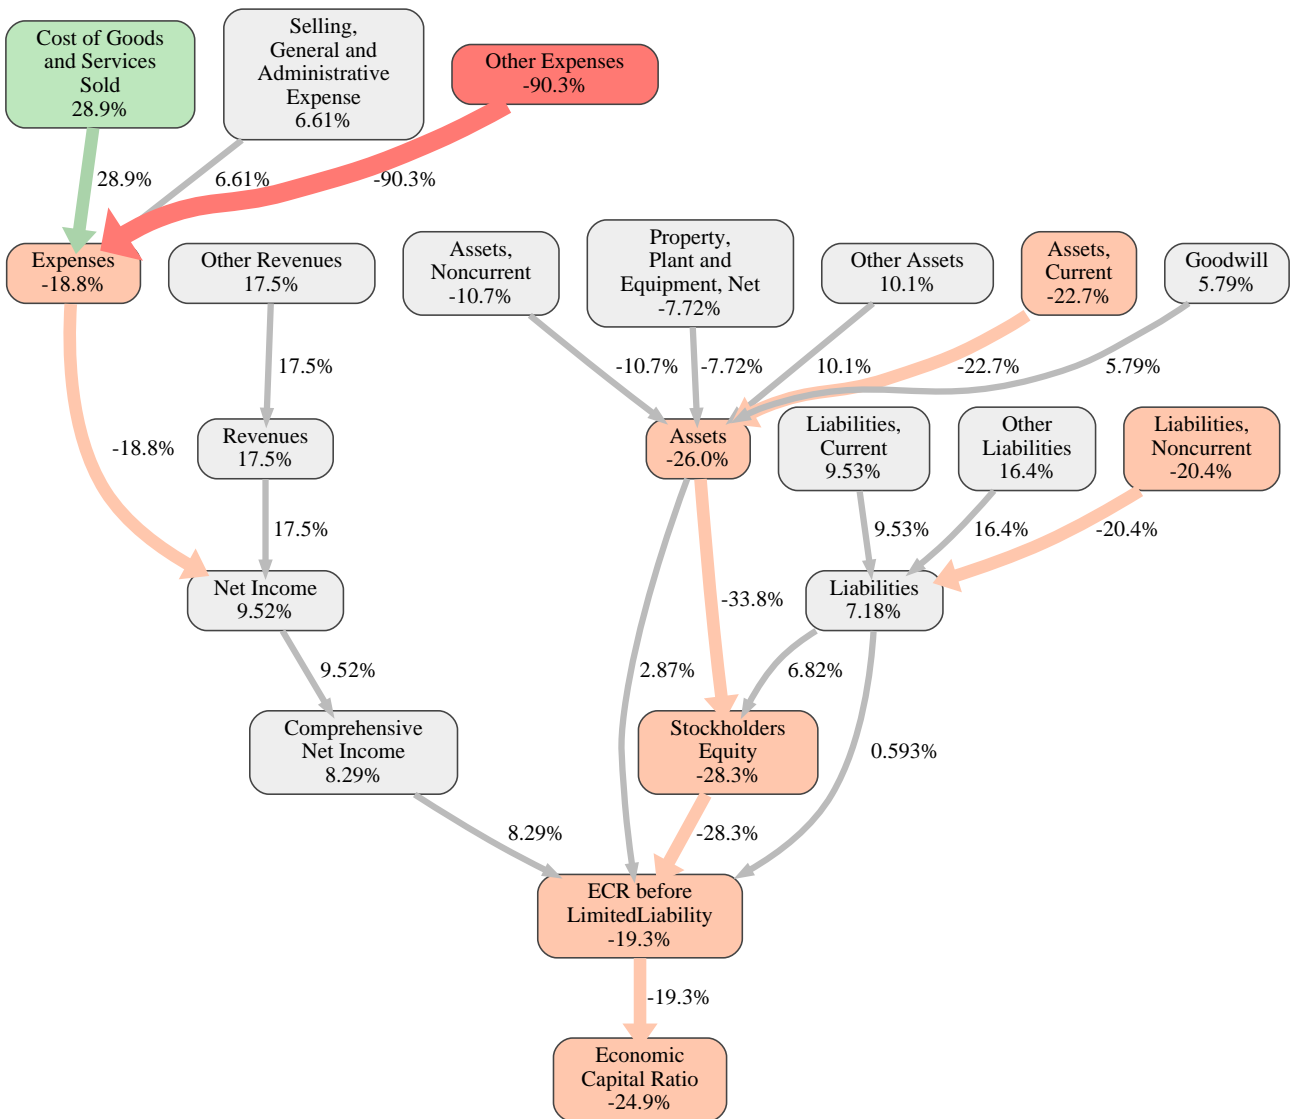 Cost of Goods
and Services
Sold
28.9%
Selling,
General and
Administrative
Expense
6.61%
Other Expenses
-90.3%
28.9%
6.61%
-90.3%
Expenses
-18.8%
Other Revenues
17.5%
Assets,
Noncurrent
-10.7%
Property,
Plant and
Equipment, Net
-7.72%
Other Assets
10.1%
Assets,
Current
-22.7%
Goodwill
5.79%
17.5%
-10.7%
-7.72%
10.1%
-22.7%
5.79%
-18.8%
Revenues
17.5%
Assets
-26.0%
Liabilities,
Current
9.53%
Other
Liabilities
16.4%
Liabilities,
Noncurrent
-20.4%
17.5%
9.53%
16.4%
-20.4%
Net Income
9.52%
-33.8%
Liabilities
7.18%
9.52%
2.87%
6.82%
Comprehensive
Net Income
8.29%
Stockholders
Equity
-28.3%
0.593%
8.29%
-28.3%
ECR before
LimitedLiability
-19.3%
-19.3%
Economic
Capital Ratio
-24.9%